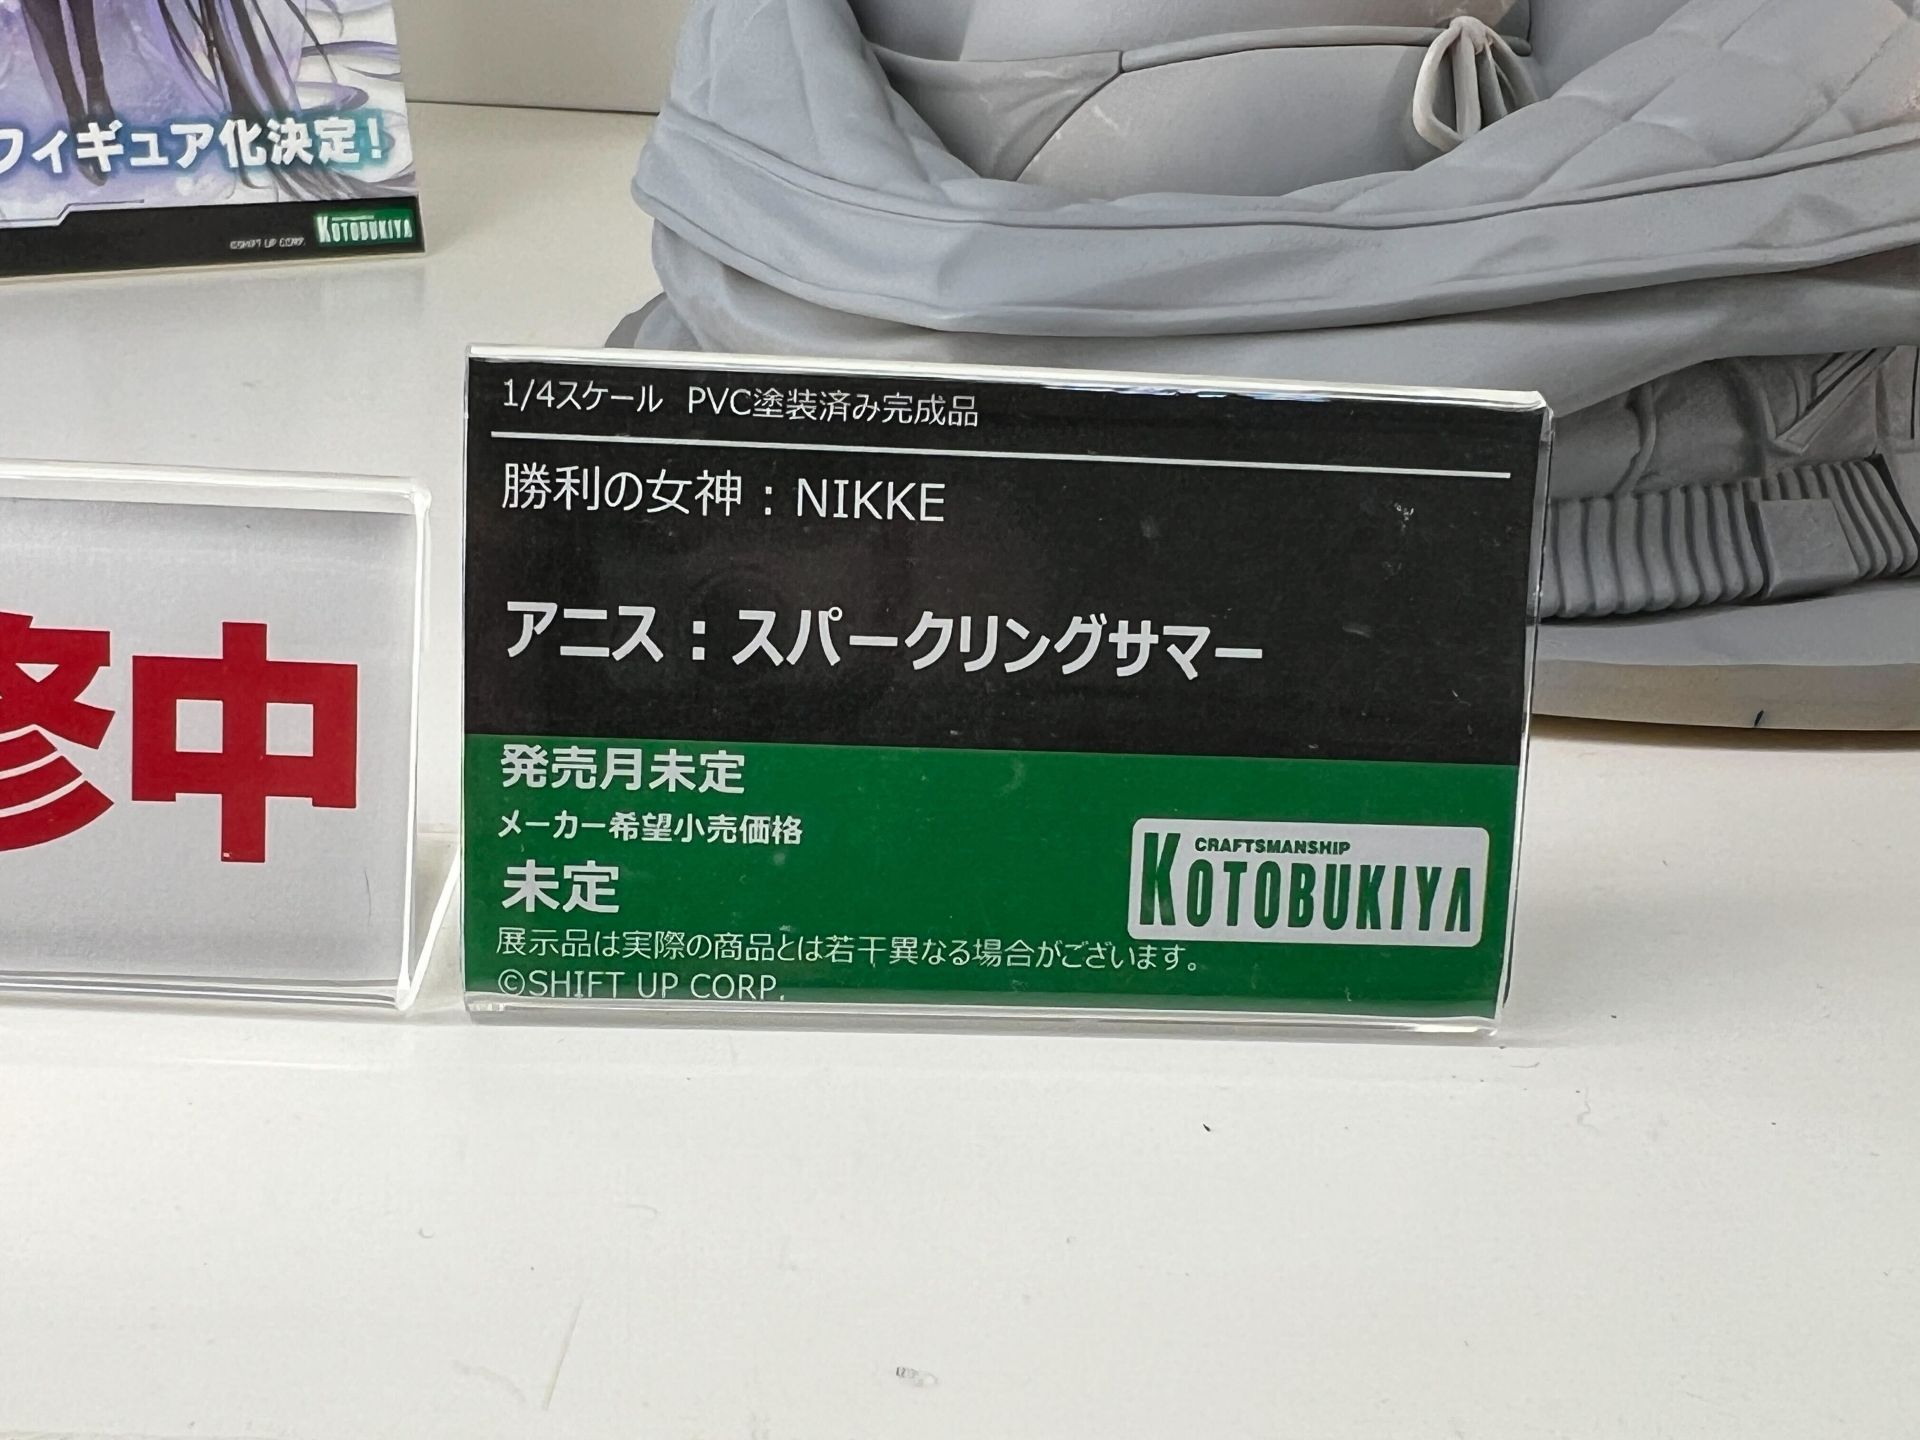 フィギュア化決定!
©SHIFT UP CORP.
KOTOBUKIYA
修中
1/4スケール PVC塗装済み完成品
勝利の女神：NIKKE
アニス：スパークリングサマー
発売月未定
メーカー希望小売価格
未定
CRAFTSMANSHIP
KOTOBUKIYA
展示品は実際の商品とは若干異なる場合がございます。
©SHIFT UP CORP.